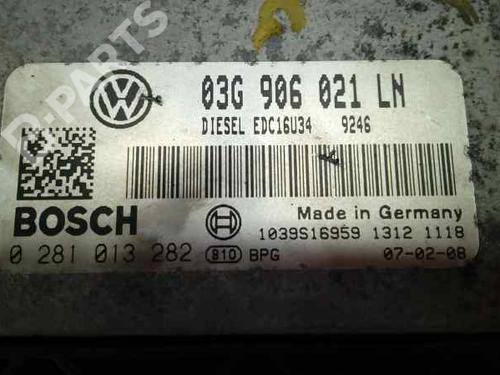 03G 906 021 LN
DIESEL EDC16U34 9246
BOSCH
Made in Germany
1039S16959 1312 1118
0 281 013 282 810 BPG
07-02-08